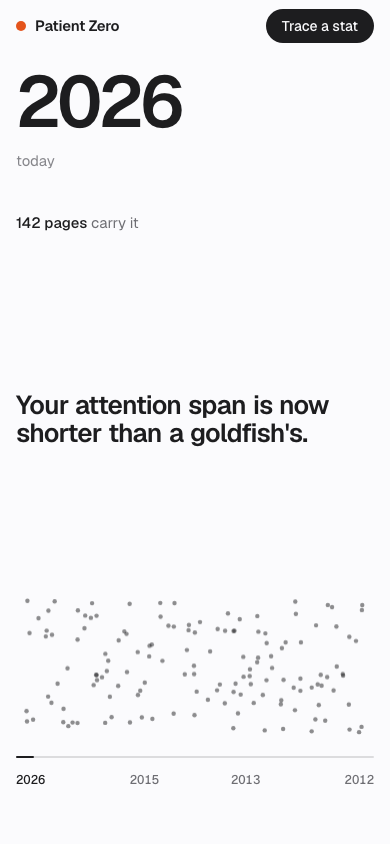 Patient Zero
Trace a stat
2026
today
142 pages carry it
Your attention span is now
shorter than a goldfish's.
2026
2015
2013
2012